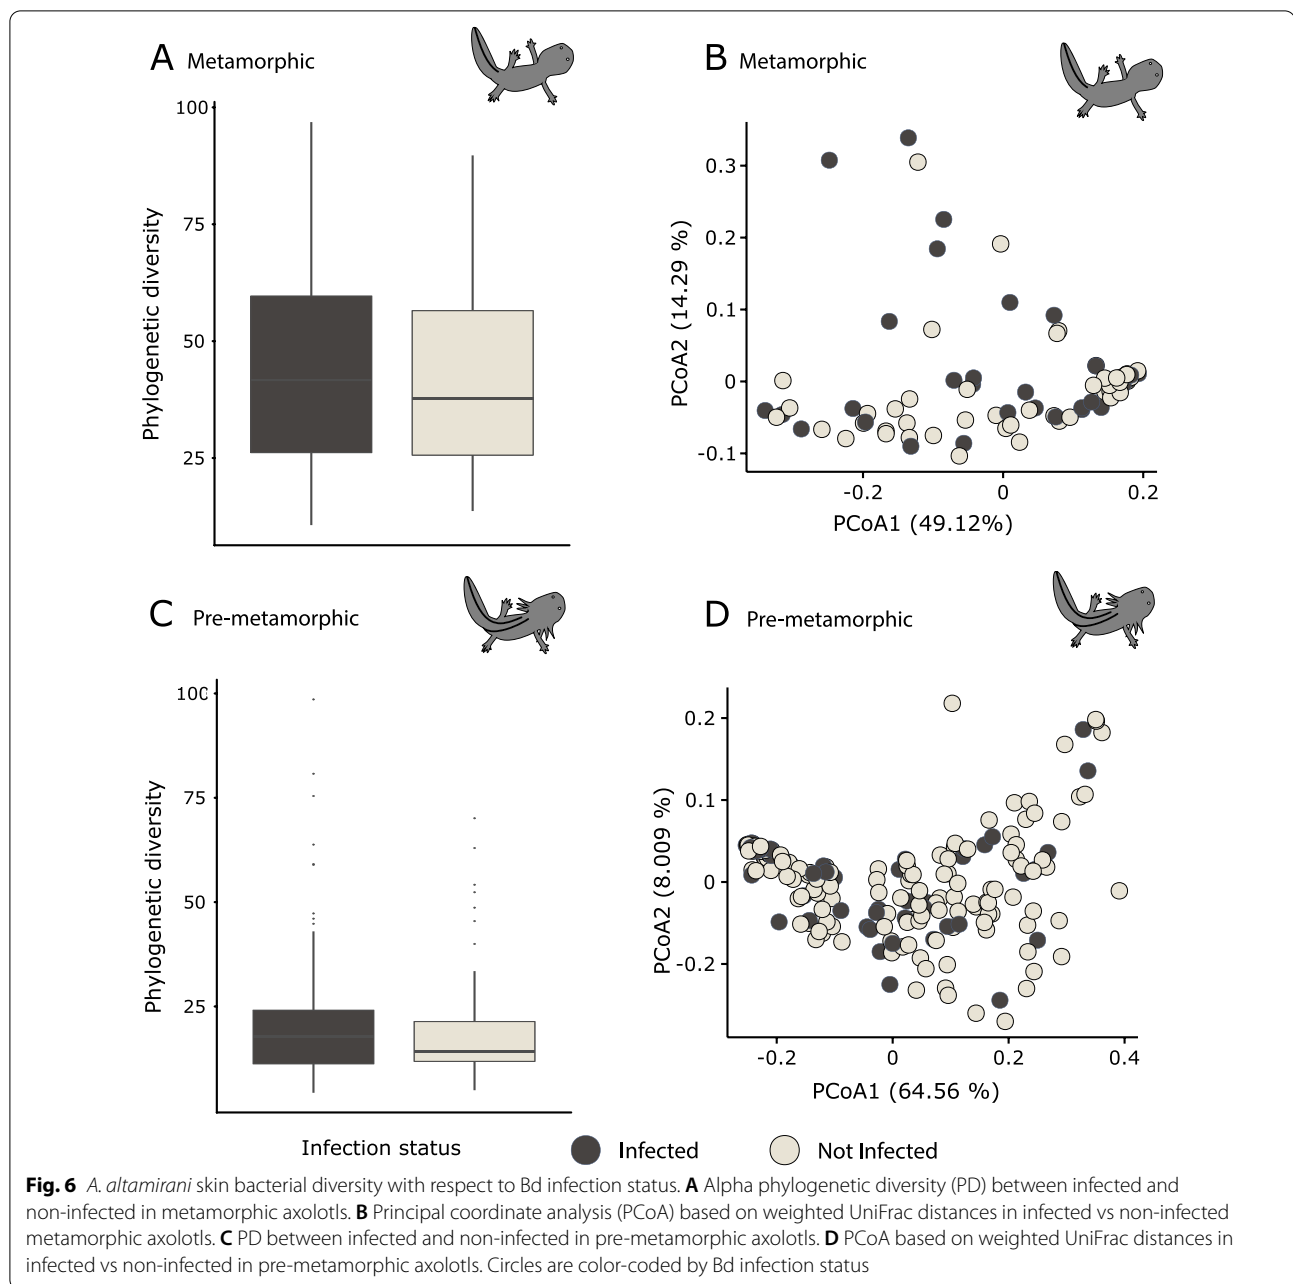 A Metamorphic
100
75
50
25
Phylogenetic diversity
B Metamorphic
0.3
0.2
0.1
0
-0.1
PCoA2 (14.29 %)
-0.2 0 0.2
PCoA1 (49.12%)
C Pre-metamorphic
100
75
50
25
Phylogenetic diversity
Infection status
D Pre-metamorphic
0.2
0.1
0
-0.2
PCoA2 (8.009 %)
-0.2 0 0.2 0.4
PCoA1 (64.56 %)
Infected Not Infected
Fig. 6 A. altamirani skin bacterial diversity with respect to Bd infection status. A Alpha phylogenetic diversity (PD) between infected and
non-infected in metamorphic axolotls. B Principal coordinate analysis (PCoA) based on weighted UniFrac distances in infected vs non-infected
metamorphic axolotls. C PD between infected and non-infected in pre-metamorphic axolotls. D PCoA based on weighted UniFrac distances in
infected vs non-infected in pre-metamorphic axolotls. Circles are color-coded by Bd infection status